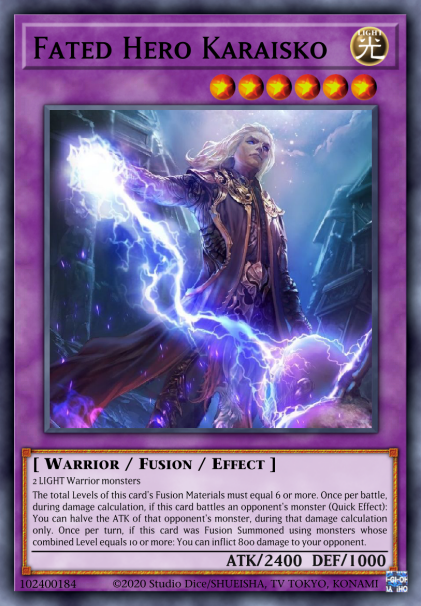 Fated Hero Karaisko
LIGHT
光
[ Warrior / Fusion / Effect ]
2 LIGHT Warrior monsters
The total Levels of this card's Fusion Materials must equal 6 or more. Once per battle,
during damage calculation, if this card battles an opponent's monster (Quick Effect):
You can halve the ATK of that opponent's monster, during that damage calculation
only. Once per turn, if this card was Fusion Summoned using monsters whose
combined Level equals 10 or more: You can inflict 800 damage to your opponent.
ATK/2400 DEF/1000
102400184 ©2020 Studio Dice/SHUEISHA, TV TOKYO, KONAMI